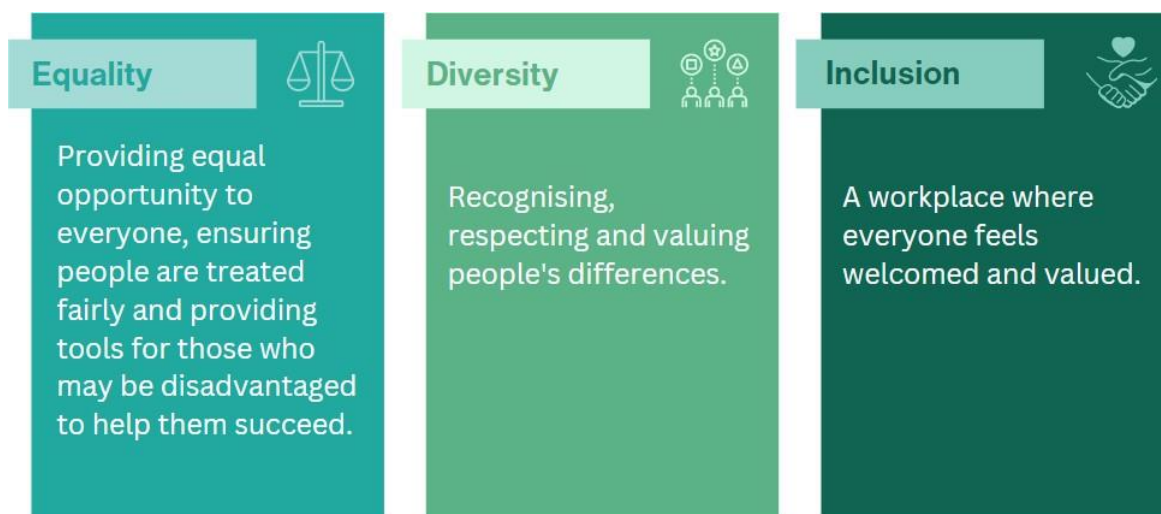 Equality
Providing equal
opportunity to
everyone, ensuring
people are treated
fairly and providing
tools for those who
may be disadvantaged
to help them succeed.
Diversity
Recognising,
respecting and valuing
people's differences.
Inclusion
A workplace where
everyone feels
welcomed and valued.